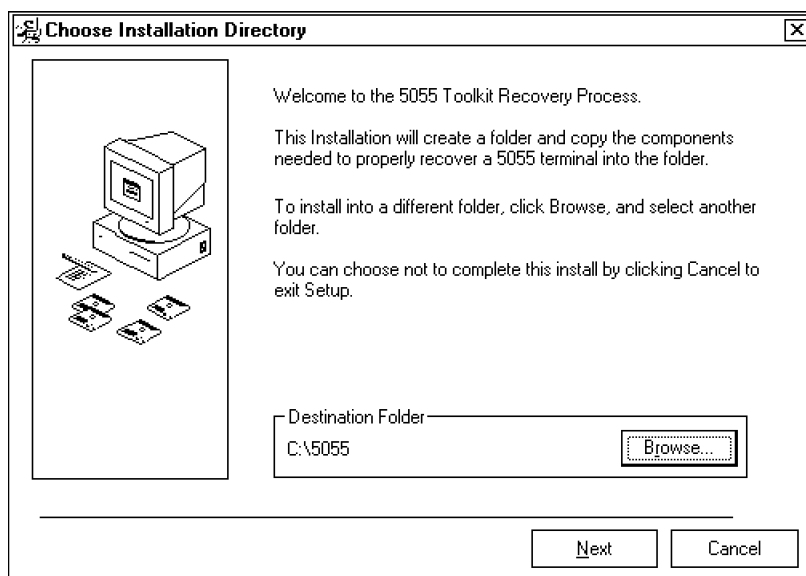 Choose Installation Directory
Welcome to the 5055 Toolkit Recovery Process.
This Installation will create a folder and copy the components
needed to properly recover a 5055 terminal into the folder.
To install into a different folder, click Browse, and select another
folder.
You can choose not to complete this install by clicking Cancel to
exit Setup.
Destination Folder
C:\5055
Browse...
Next
Cancel